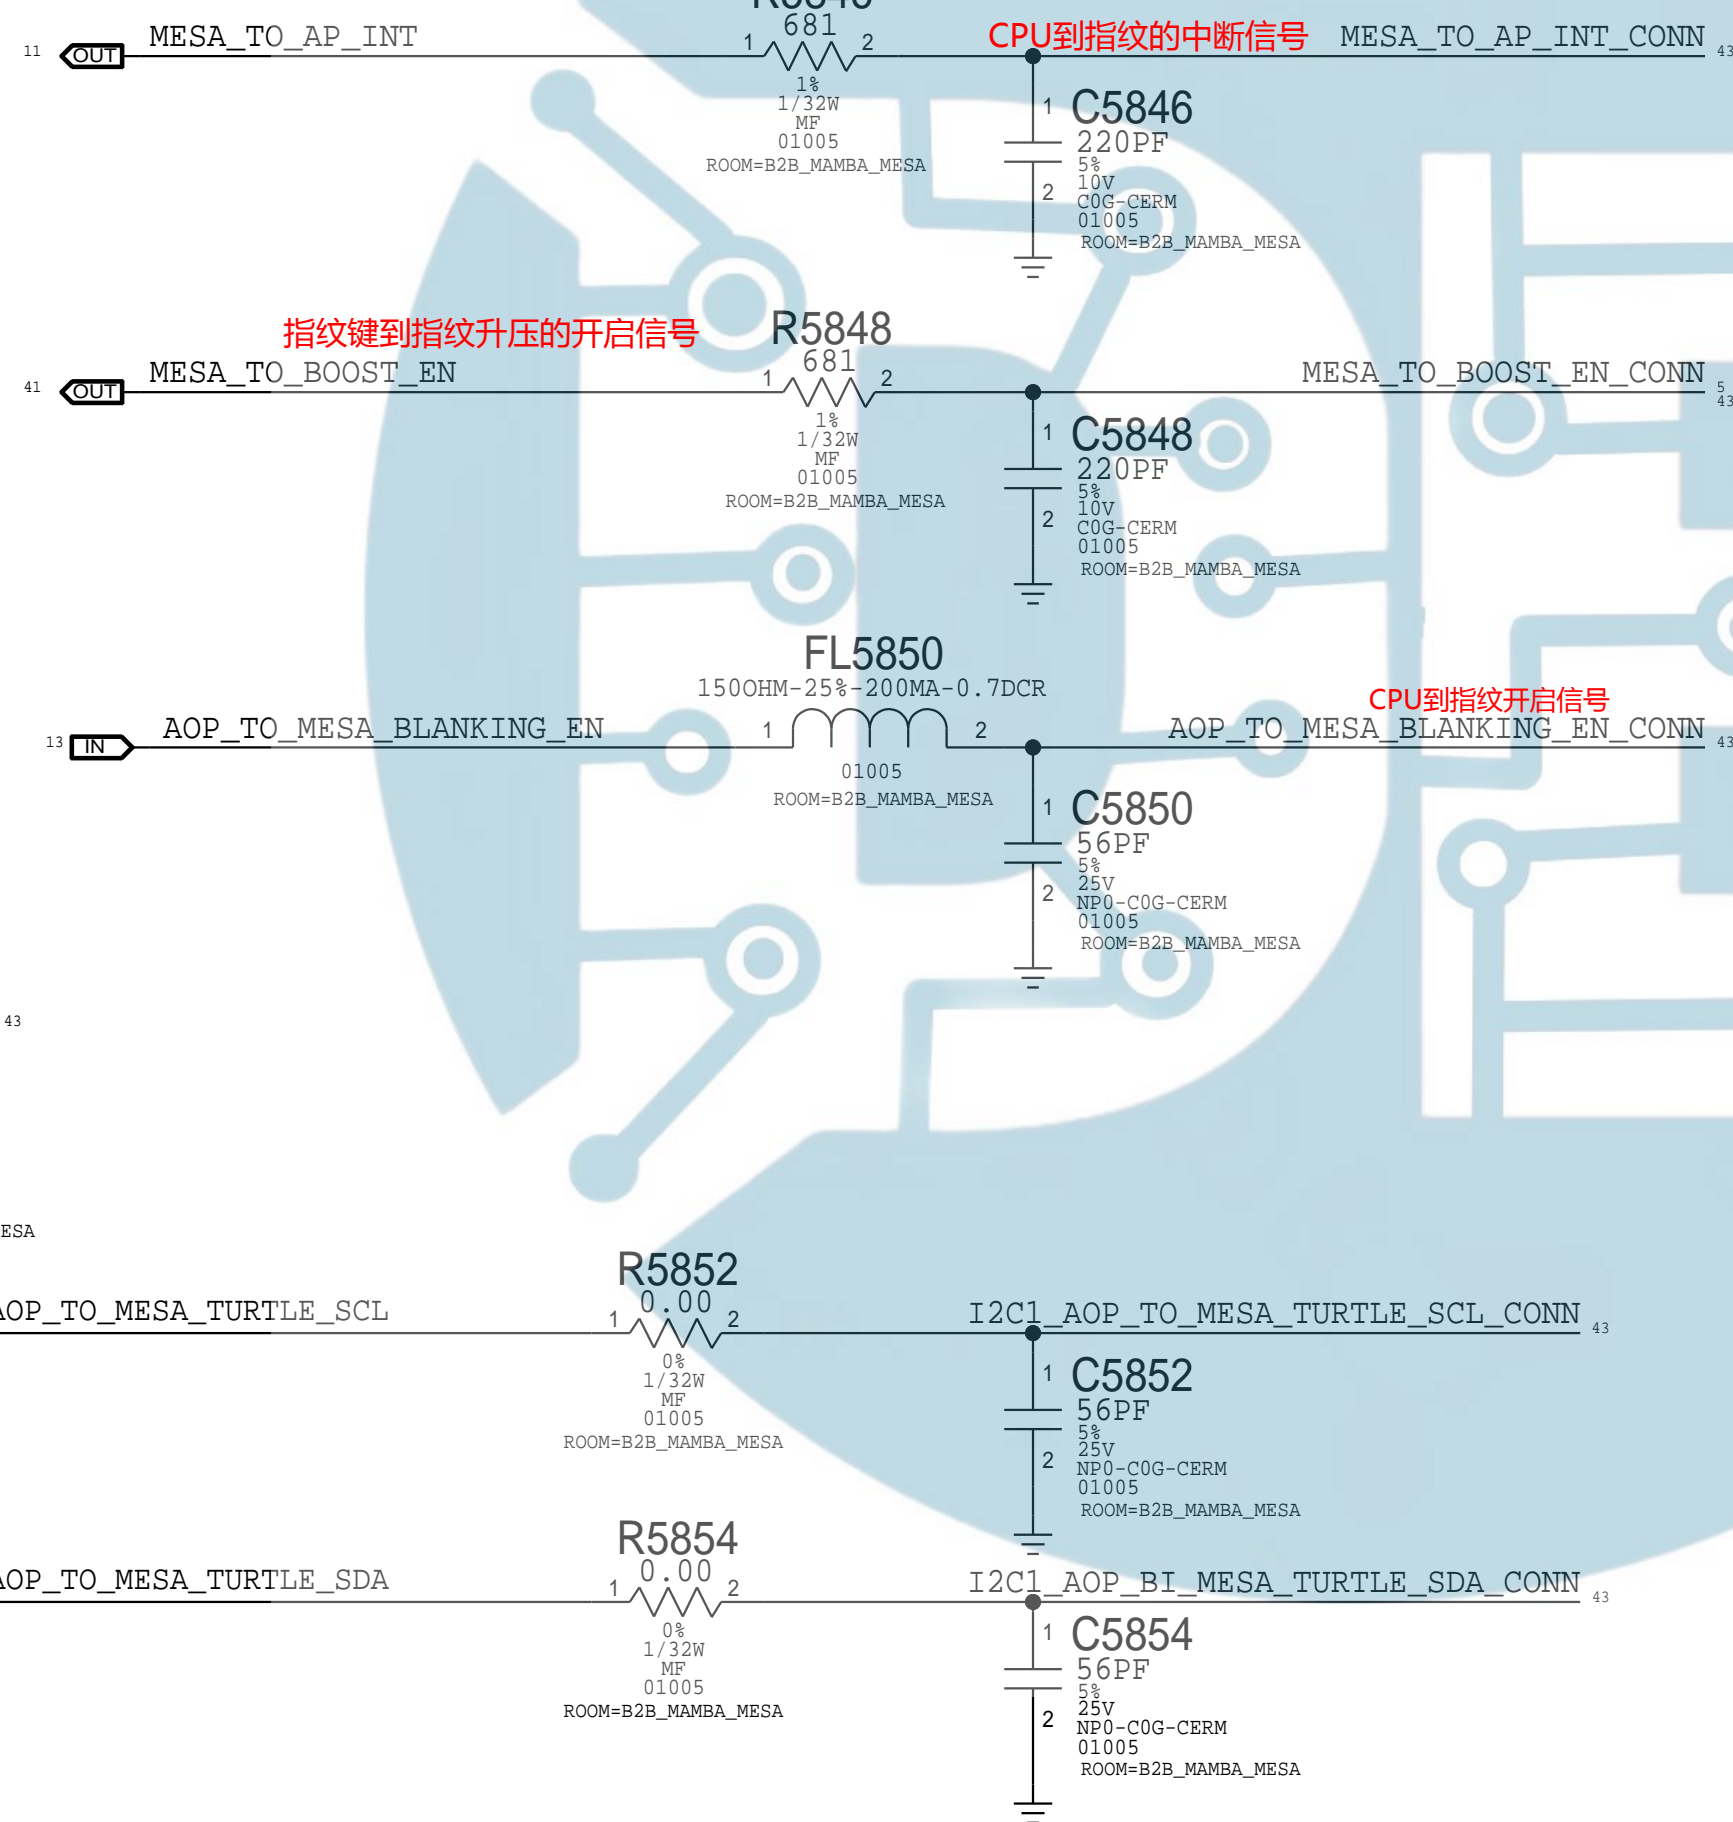 681
1 2
MESA_TO_AP_INT
CPU到指纹的中断信号
MESA_TO_AP_INT_CONN
11 OUT
43
1%
1/32W
MF
01005
ROOM=B2B_MAMBA_MESA
1
C5846
220PF
5%
10V
2
C0G-CERM
01005
ROOM=B2B_MAMBA_MESA
指纹键到指纹升压的开启信号
R5848
681
MESA_TO_BOOST_EN
1 2
MESA_TO_BOOST_EN_CONN
41 OUT
5
43
1%
1/32W
MF
01005
ROOM=B2B_MAMBA_MESA
1
C5848
220PF
5%
10V
2
C0G-CERM
01005
ROOM=B2B_MAMBA_MESA
FL5850
150OHM-25%-200MA-0.7DCR
CPU到指纹开启信号
AOP_TO_MESA_BLANKING_EN
1 2
AOP_TO_MESA_BLANKING_EN_CONN
13 IN
43
01005
ROOM=B2B_MAMBA_MESA
1
C5850
56PF
5%
25V
2
NP0-C0G-CERM
01005
ROOM=B2B_MAMBA_MESA
43
ESA
R5852
0.00
AOP_TO_MESA_TURTLE_SCL
1 2
I2C1_AOP_TO_MESA_TURTLE_SCL_CONN
43
0%
1/32W
MF
01005
ROOM=B2B_MAMBA_MESA
1
C5852
56PF
5%
25V
2
NP0-C0G-CERM
01005
ROOM=B2B_MAMBA_MESA
R5854
0.00
AOP_TO_MESA_TURTLE_SDA
1 2
I2C1_AOP_BI_MESA_TURTLE_SDA_CONN
43
0%
1/32W
MF
01005
ROOM=B2B_MAMBA_MESA
1
C5854
56PF
5%
25V
2
NP0-C0G-CERM
01005
ROOM=B2B_MAMBA_MESA